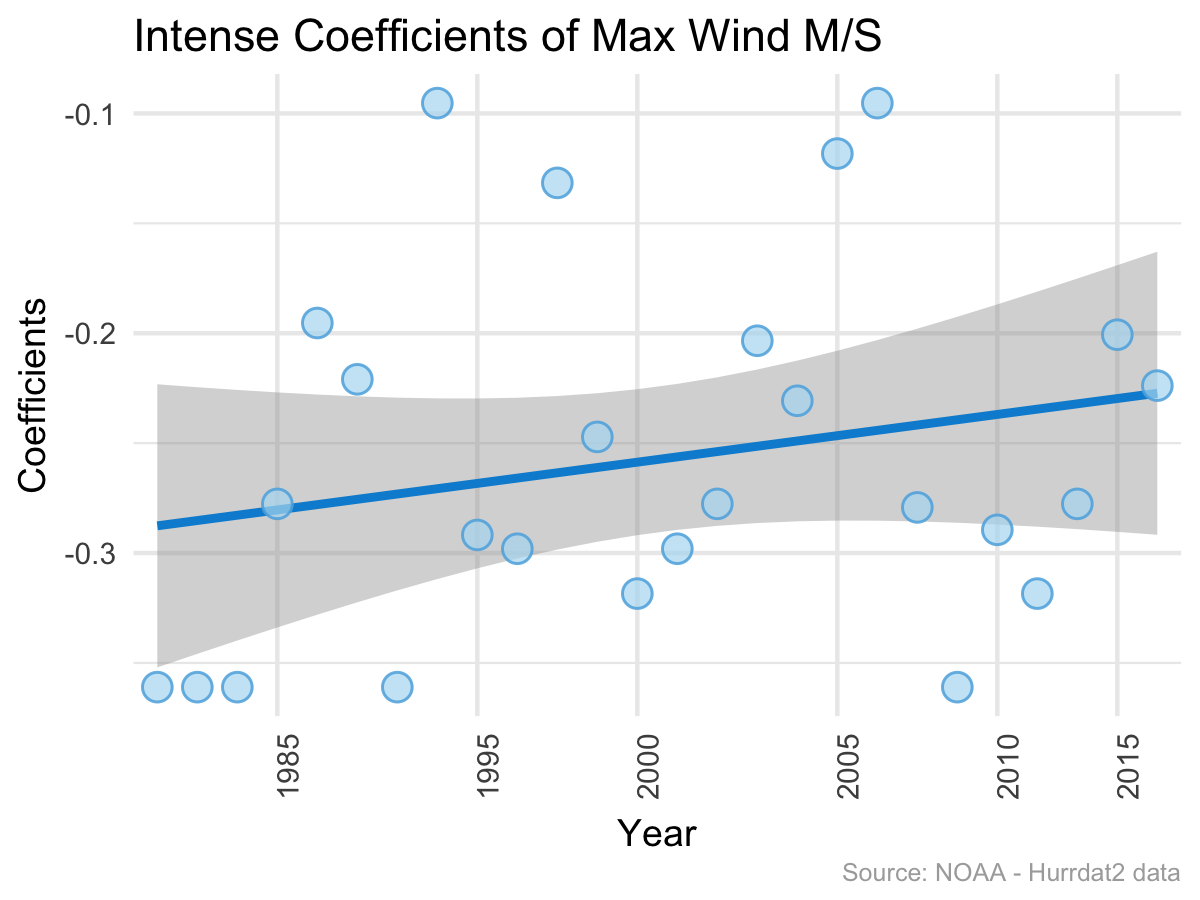 Intense Coefficients of Max Wind M/S
-0.1
-0.2
-0.3
Coefficients
1985
1995
2000
2005
2010
2015
Year
Source: NOAA - Hurrdat2 data